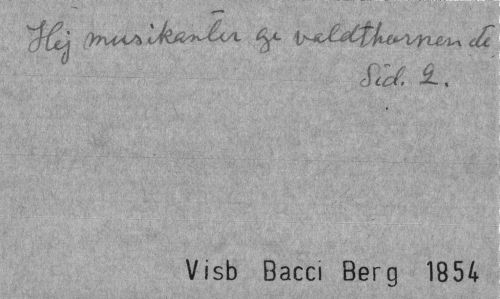 Hej musikanter ge valdthornen de
Sid. 2.
Visb Bacci Berg 1854